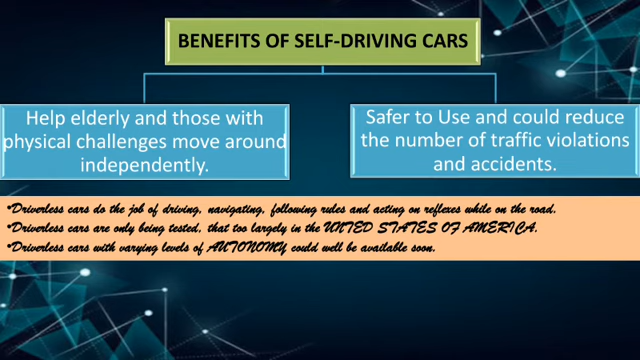 BENEFITS OF SELF-DRIVING CARS
Help elderly and those with
physical challenges move around
independently.
Safer to Use and could reduce
the number of traffic violations
and accidents.
•Driverless cars do the job of driving, navigating, following rules and acting on reflexes while on the road.
•Driverless cars are only being tested, that too largely in the UNTED STATES OF AMERICA.
•Driverless cars with varying levels of AUTONOMY could well be available soon.